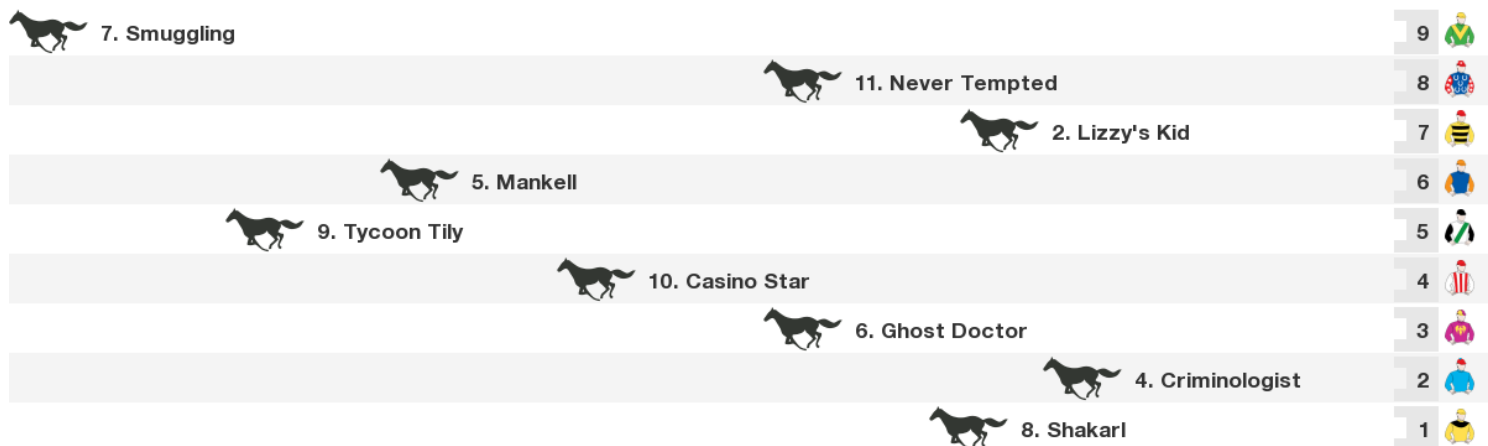 7. Smuggling 9
11. Never Tempted 8
2. Lizzy's Kid 7
5. Mankell 6
9. Tycoon Tily 5
10. Casino Star 4
6. Ghost Doctor 3
4. Criminologist 2
8. Shakarl 1